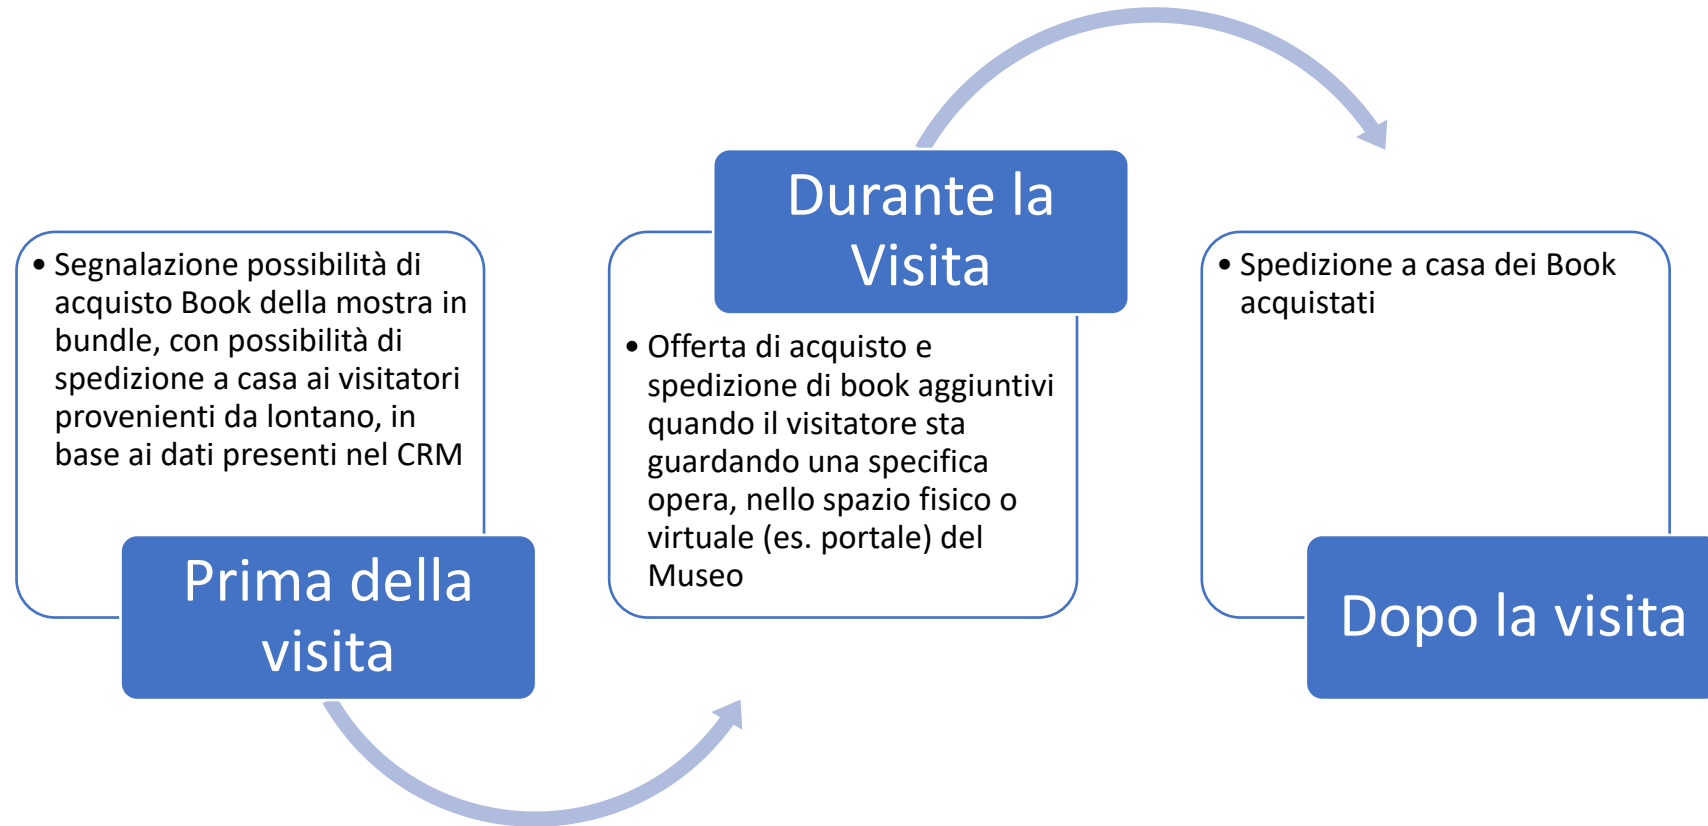 • Segnalazione possibilità di
acquisto Book della mostra in
bundle, con possibilità di
spedizione a casa ai visitatori
provenienti da lontano, in
base ai dati presenti nel CRM
Prima della
visita
Durante la
Visita
• Offerta di acquisto e
spedizione di book aggiuntivi
quando il visitatore sta
guardando una specifica
opera, nello spazio fisico o
virtuale (es. portale) del
Museo
• Spedizione a casa dei Book
acquistati
Dopo la visita